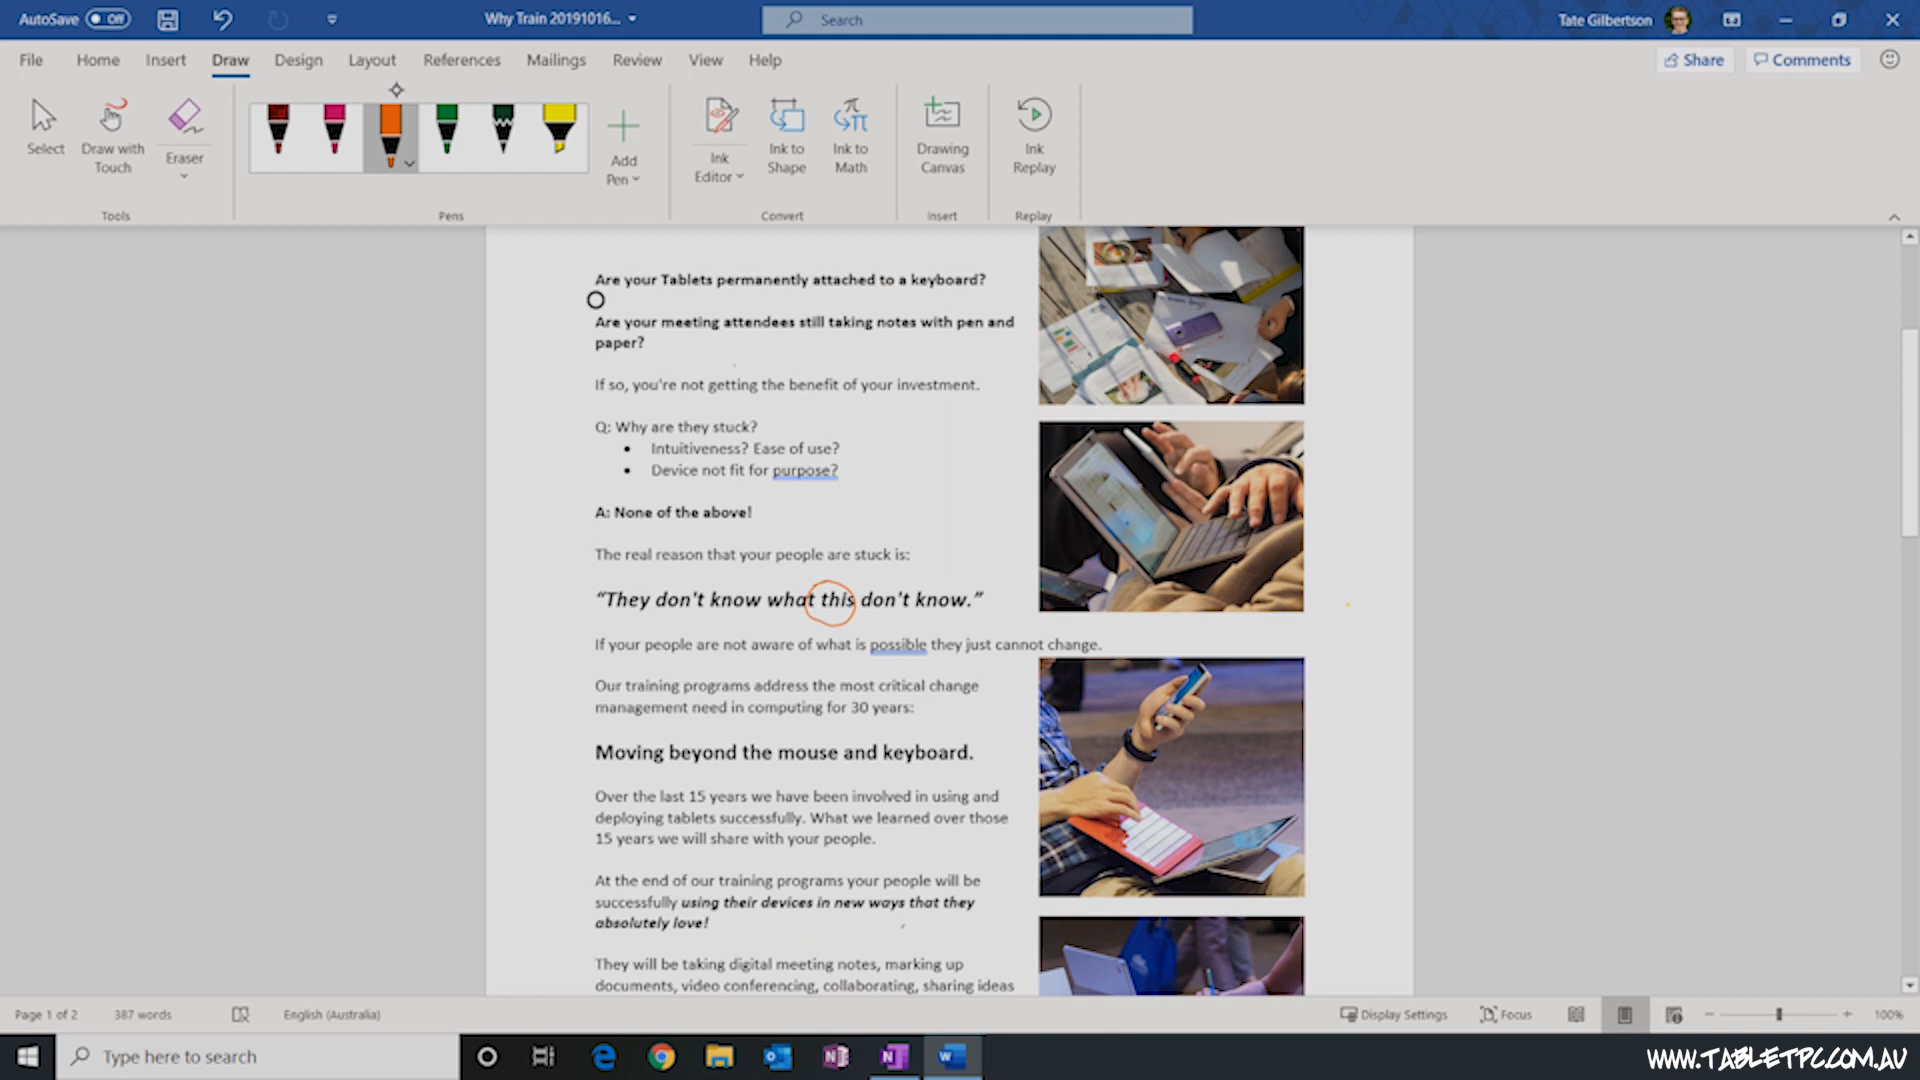 AutoSave Off Why Train 20191016... Search Tate Gilbertson
File Home Insert Draw Design Layout References Mailings Review View Help Share Comments
Select
Draw with
Touch
Eraser
Add
Pen
Ink
Editor
Ink to
Shape
Ink to
Math
Drawing
Canvas
Ink
Replay
Tools Pens Convert Insert Replay
Are your Tablets permanently attached to a keyboard?
Are your meeting attendees still taking notes with pen and
paper?
If so, you're not getting the benefit of your investment.
Q: Why are they stuck?
• Intuitiveness? Ease of use?
• Device not fit for purpose?
A: None of the above!
The real reason that your people are stuck is:
“They don't know what this don't know.”
If your people are not aware of what is possible they just cannot change.
Our training programs address the most critical change
management need in computing for 30 years:
Moving beyond the mouse and keyboard.
Over the last 15 years we have been involved in using and
deploying tablets successfully. What we learned over those
15 years we will share with your people.
At the end of our training programs your people will be
successfully using their devices in new ways that they
absolutely love!
They will be taking digital meeting notes, marking up
documents, video conferencing, collaborating, sharing ideas
Page 1 of 2 387 words English (Australia) Display Settings Focus 100%
Type here to search
WWW.TABLETPC.COM.AU